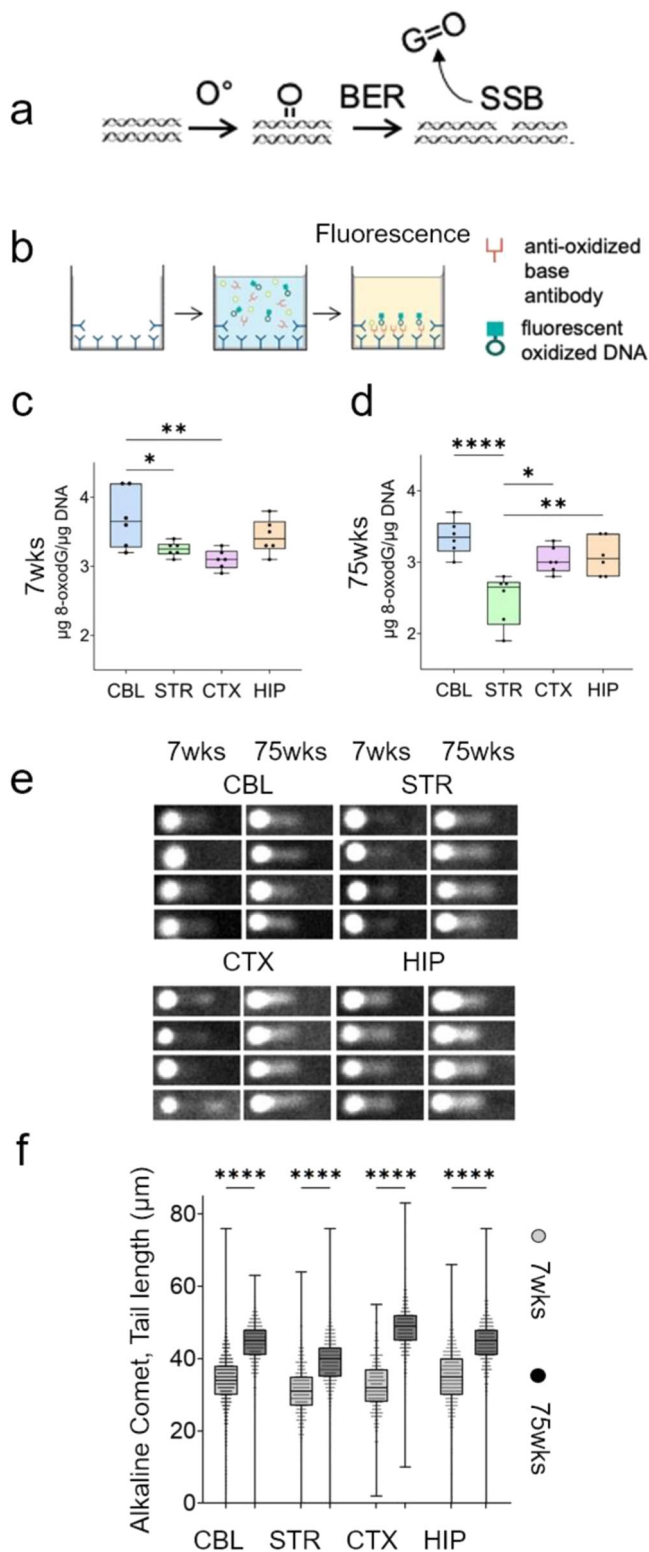 a
O° O BER G=O SSB
b
Fluorescence
anti-oxidized
base
antibody
fluorescent
oxidized DNA
c
7wks
µg 8-oxodG/µg DNA
** 
*
4
3
2
CBL STR CTX HIP
d
75wks
µg 8-oxodG/µg DNA
****
*
**
4
3
2
CBL STR CTX HIP
e
7wks 75wks 7wks 75wks
CBL STR
CTX HIP
f
Alkaline Comet, Tail length (µm)
**** **** **** ****
80
60
40
20
0
CBL STR CTX HIP
7wks
75wks